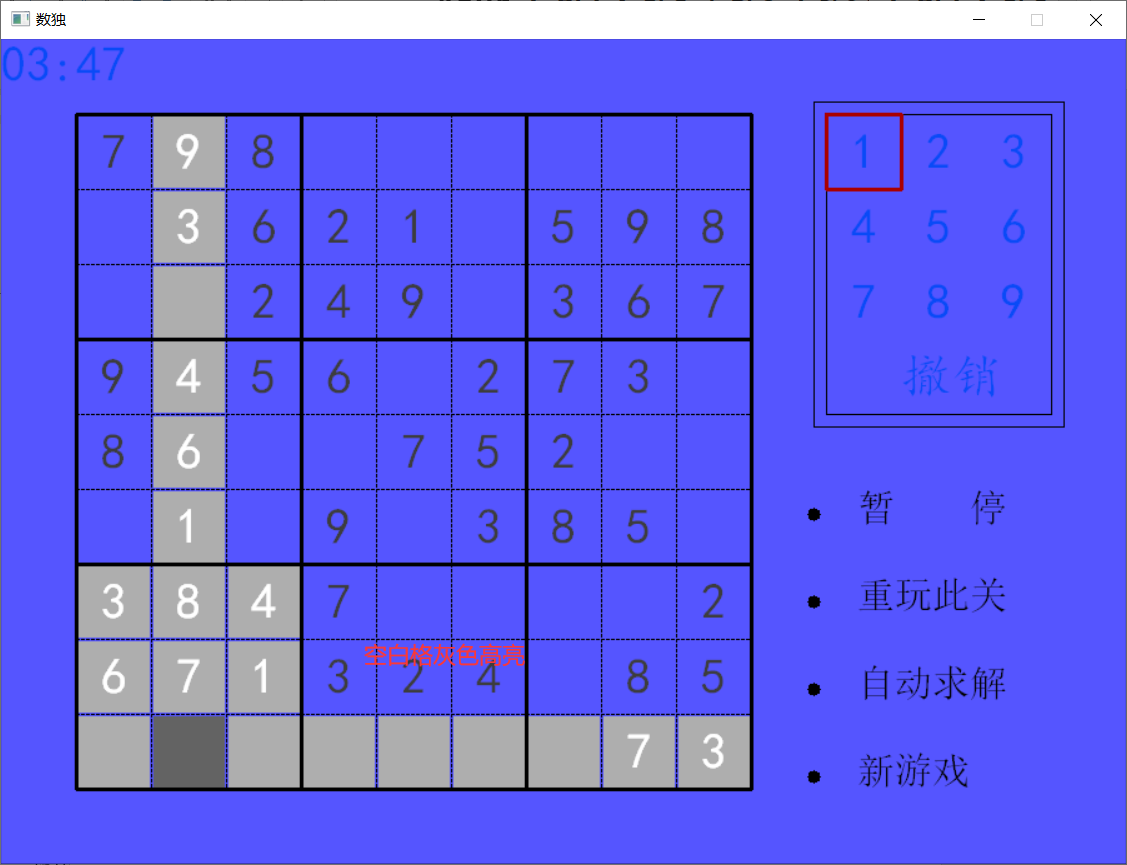 数独
03:47
7 9 8
3 6 2 1 5 9 8
2 4 9 3 6 7
9 4 5 6 2 7 3
8 6 7 5 2
1 9 3 8 5
3 8 4 7 2
空白格灰色高亮
6 7 1 3 2 4 8 5
7 3
1 2 3
4 5 6
7 8 9
撤销
暂 停
重玩此关
自动求解
新游戏